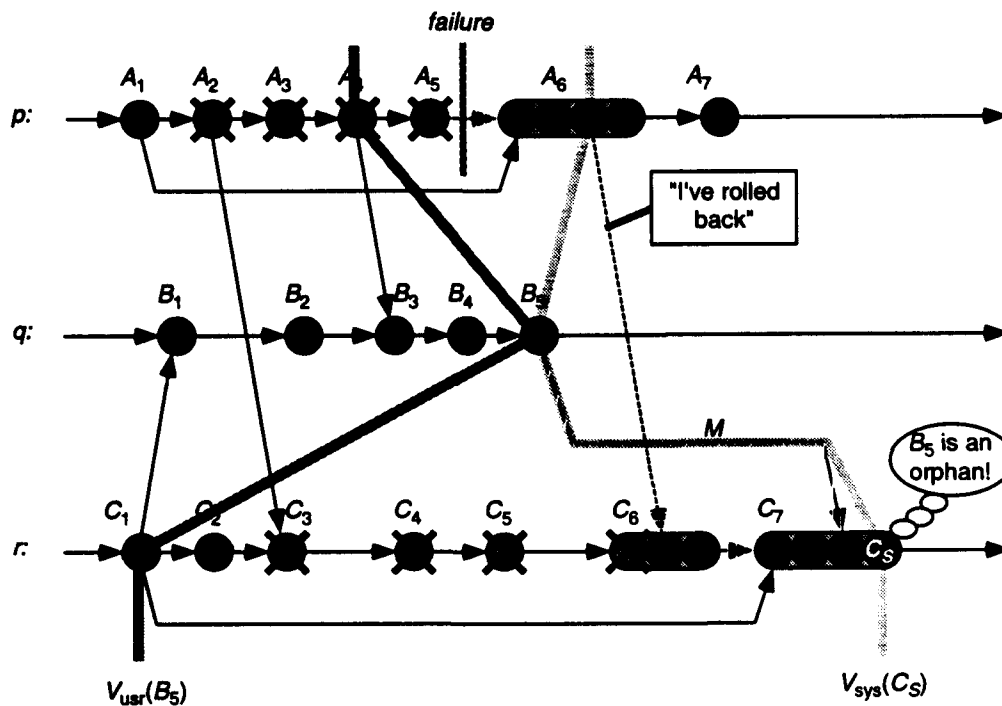 failure
A1 A2 A3 A4 A5 A6 A7
p:
"I've rolled
back"
B1 B2 B3 B4 B5
q:
M
B5 is an
orphan!
C1 C2 C3 C4 C5 C6 C7
r:
CS
Vusr(B5)
Vsys(CS)